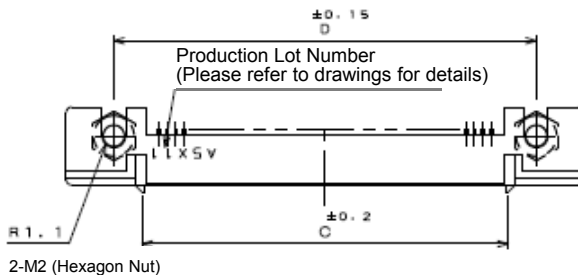 ±0.15
D
Production Lot Number
(Please refer to drawings for details)
A5X11
±0.2
C
R1.1
2-M2 (Hexagon Nut)